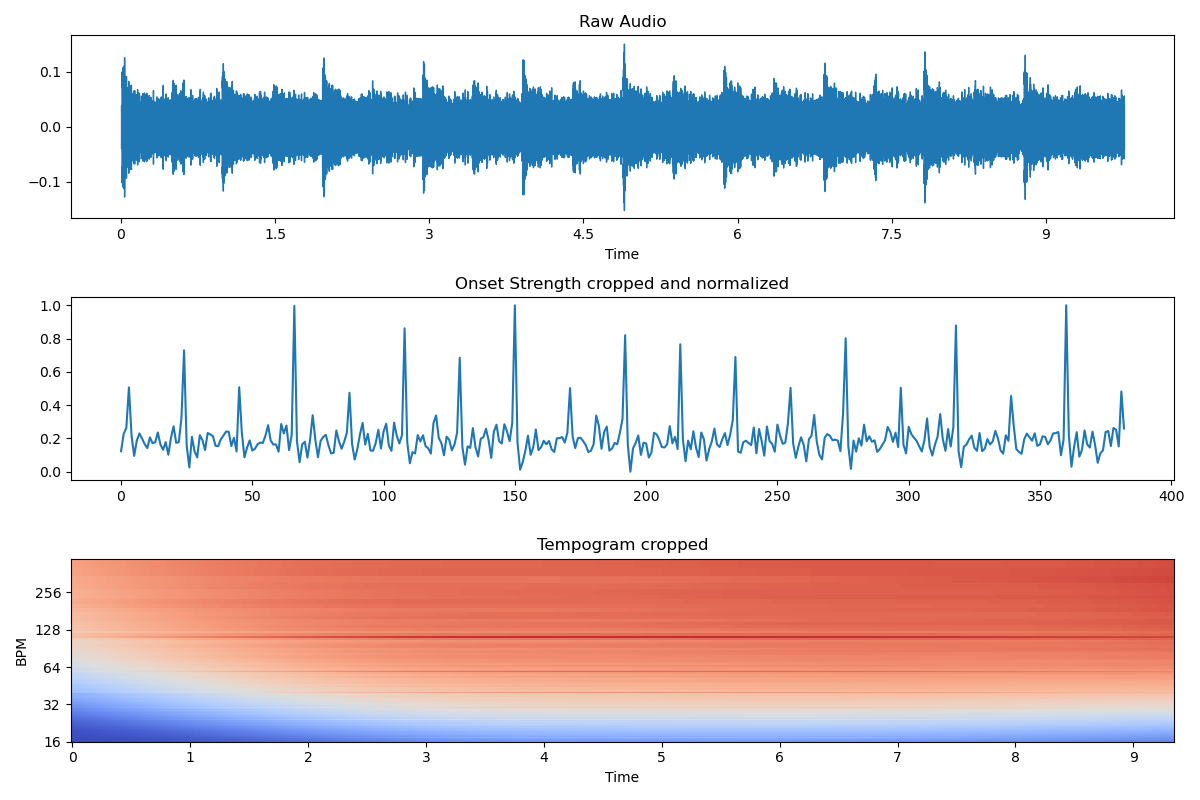 Raw Audio
0.1
0.0
−0.1
0 1.5 3 4.5 6 7.5 9
Time
Onset Strength cropped and normalized
1.0
0.8
0.6
0.4
0.2
0.0
0 50 100 150 200 250 300 350 400
Tempogram cropped
BPM
256
128
64
32
16
0 1 2 3 4 5 6 7 8 9
Time